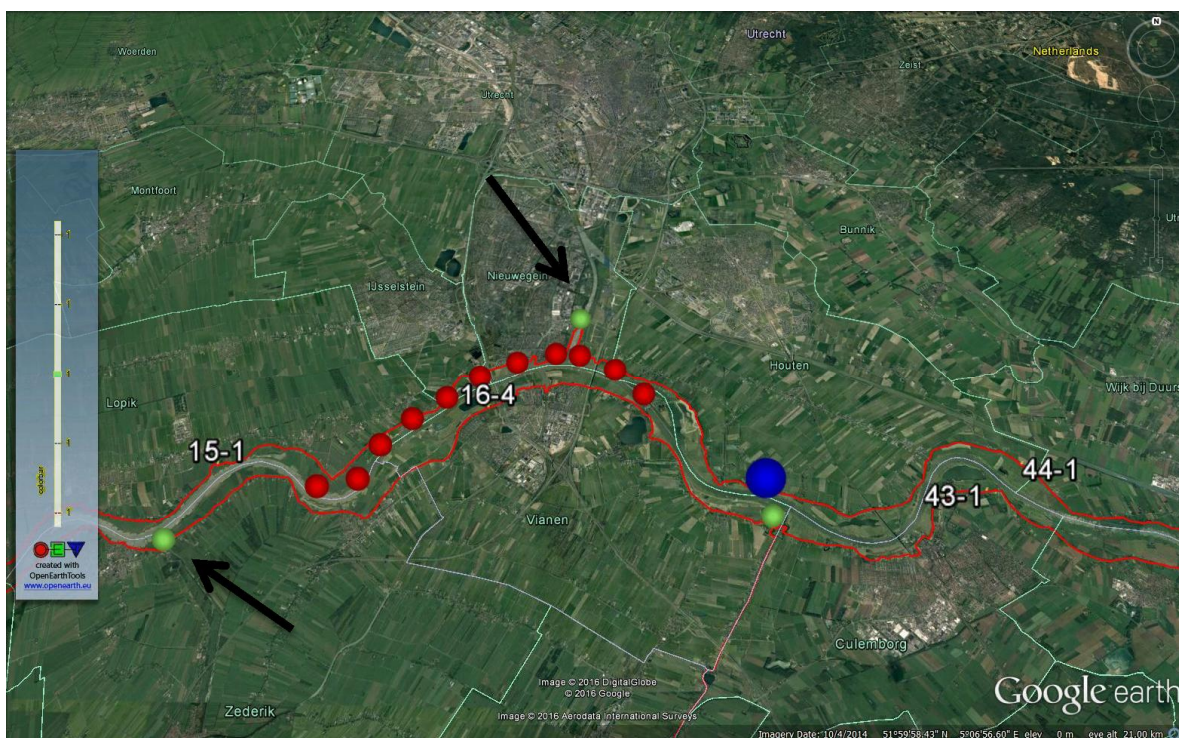 Woerden
Utrecht
Netherlands
N
Zeist
Utrecht
Montfoort
Utr
Bunnik
Nieuwegein
IJsselstein
Houten
Lopik
Wijk bij Duurs
16-4
15-1
44-1
43-1
colorbar
Vianen
E
created with
OpenEarthTools
www.openearth.eu
Culemborg
Zederik
Image © 2016 DigitalGlobe
© 2016 Google
Image © 2016 Aerodata International Surveys
Google earth
Imagery Date: 10/4/2014 51°59'58.43" N 5°06'56.60" E elev 0 m eye alt 21.00 km